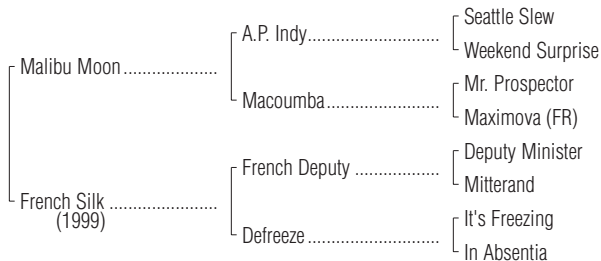 Seattle Slew
A.P. Indy..............................
Weekend Surprise
Malibu Moon.....................
Mr. Prospector
Macoumba..........................
Maximova (FR)
Deputy Minister
French Deputy ....................
Mitterand
French Silk .........................
(1999)
It's Freezing
Defreeze..............................
In Absentia